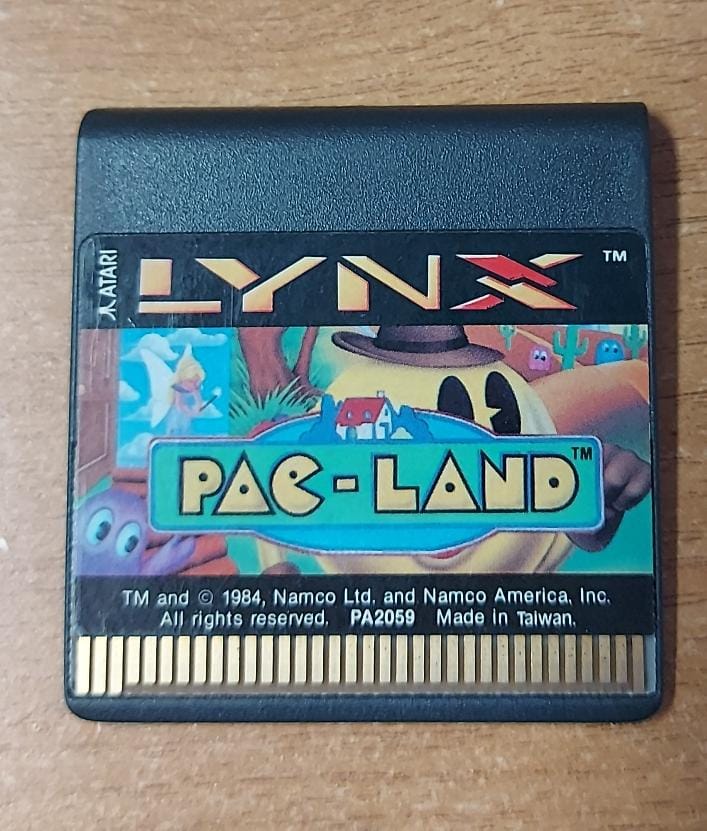 ATARI
LYNX™
PAC-LAND™
TM and © 1984, Namco Ltd. and Namco America, Inc.
All rights reserved. PA2059 Made in Taiwan.